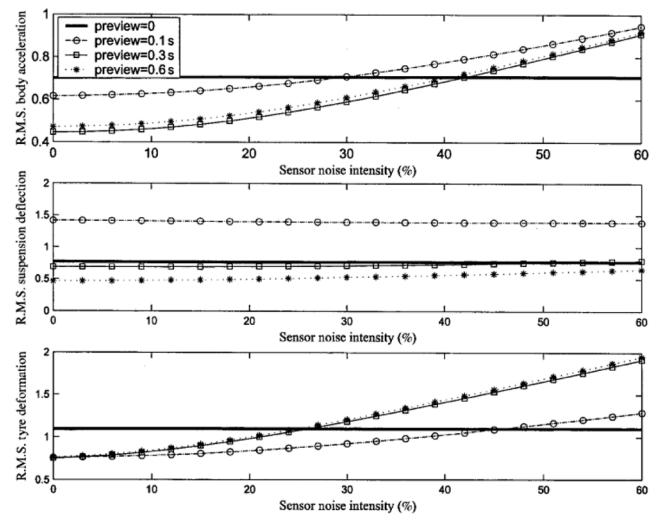 R.M.S. body acceleration
1
0.8
0.6
0.4
preview=0
preview=0.1 s
preview=0.3 s
preview=0.6 s
0 10 20 30 40 50 60
Sensor noise intensity (%)
R.M.S. suspension deflection
2
1.5
1
0.5
0
0 10 20 30 40 50 60
Sensor noise intensity (%)
R.M.S. tyre deformation
2
1.5
1
0.5
0 10 20 30 40 50 60
Sensor noise intensity (%)